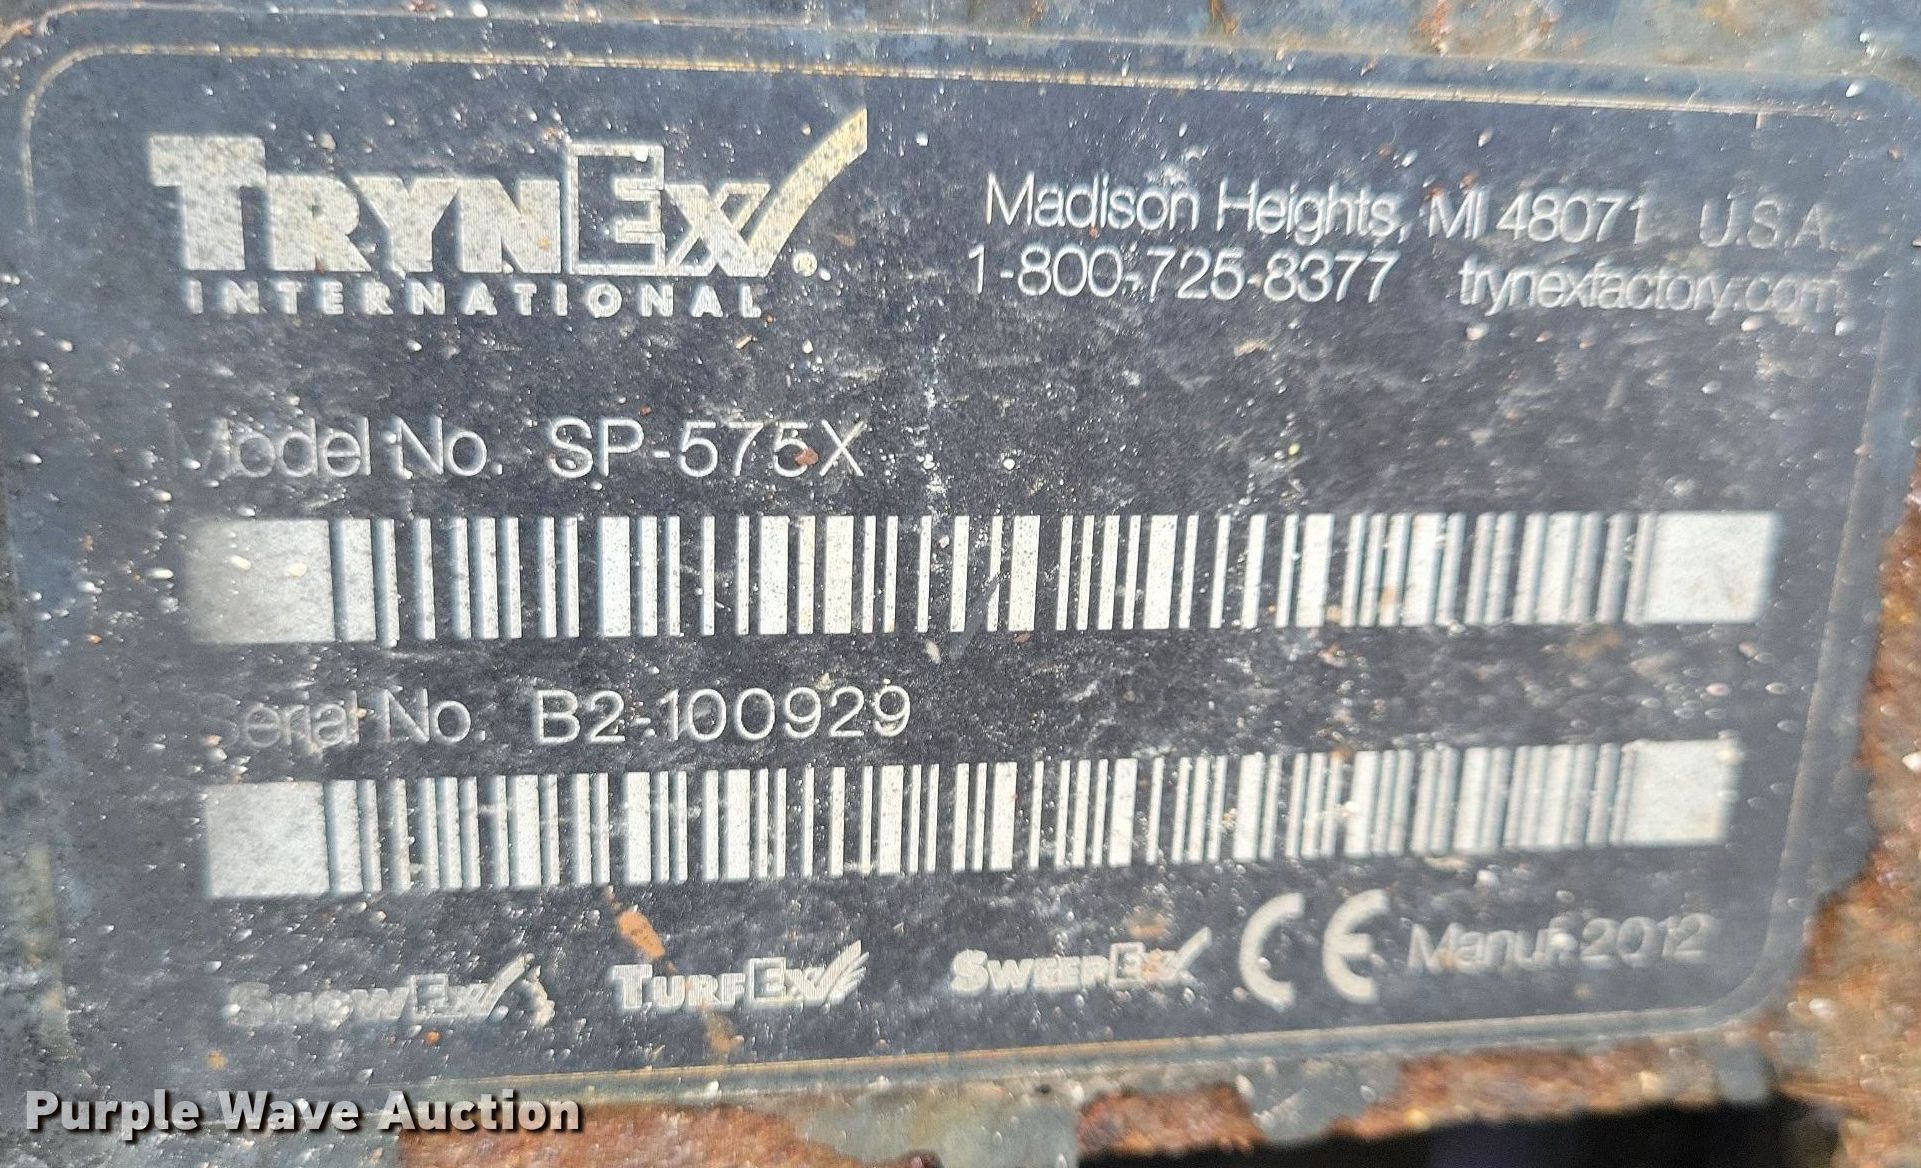 TRYNEX®
INTERNATIONAL
Madison Heights, MI 48071 U.S.A.
1-800-725-8377 trynexfactory.com
Model No. SP-575X
Serial No. B2-100929
SNOWEX TURFEX SWEEPEX CE Manuf. 2012
Purple Wave Auction